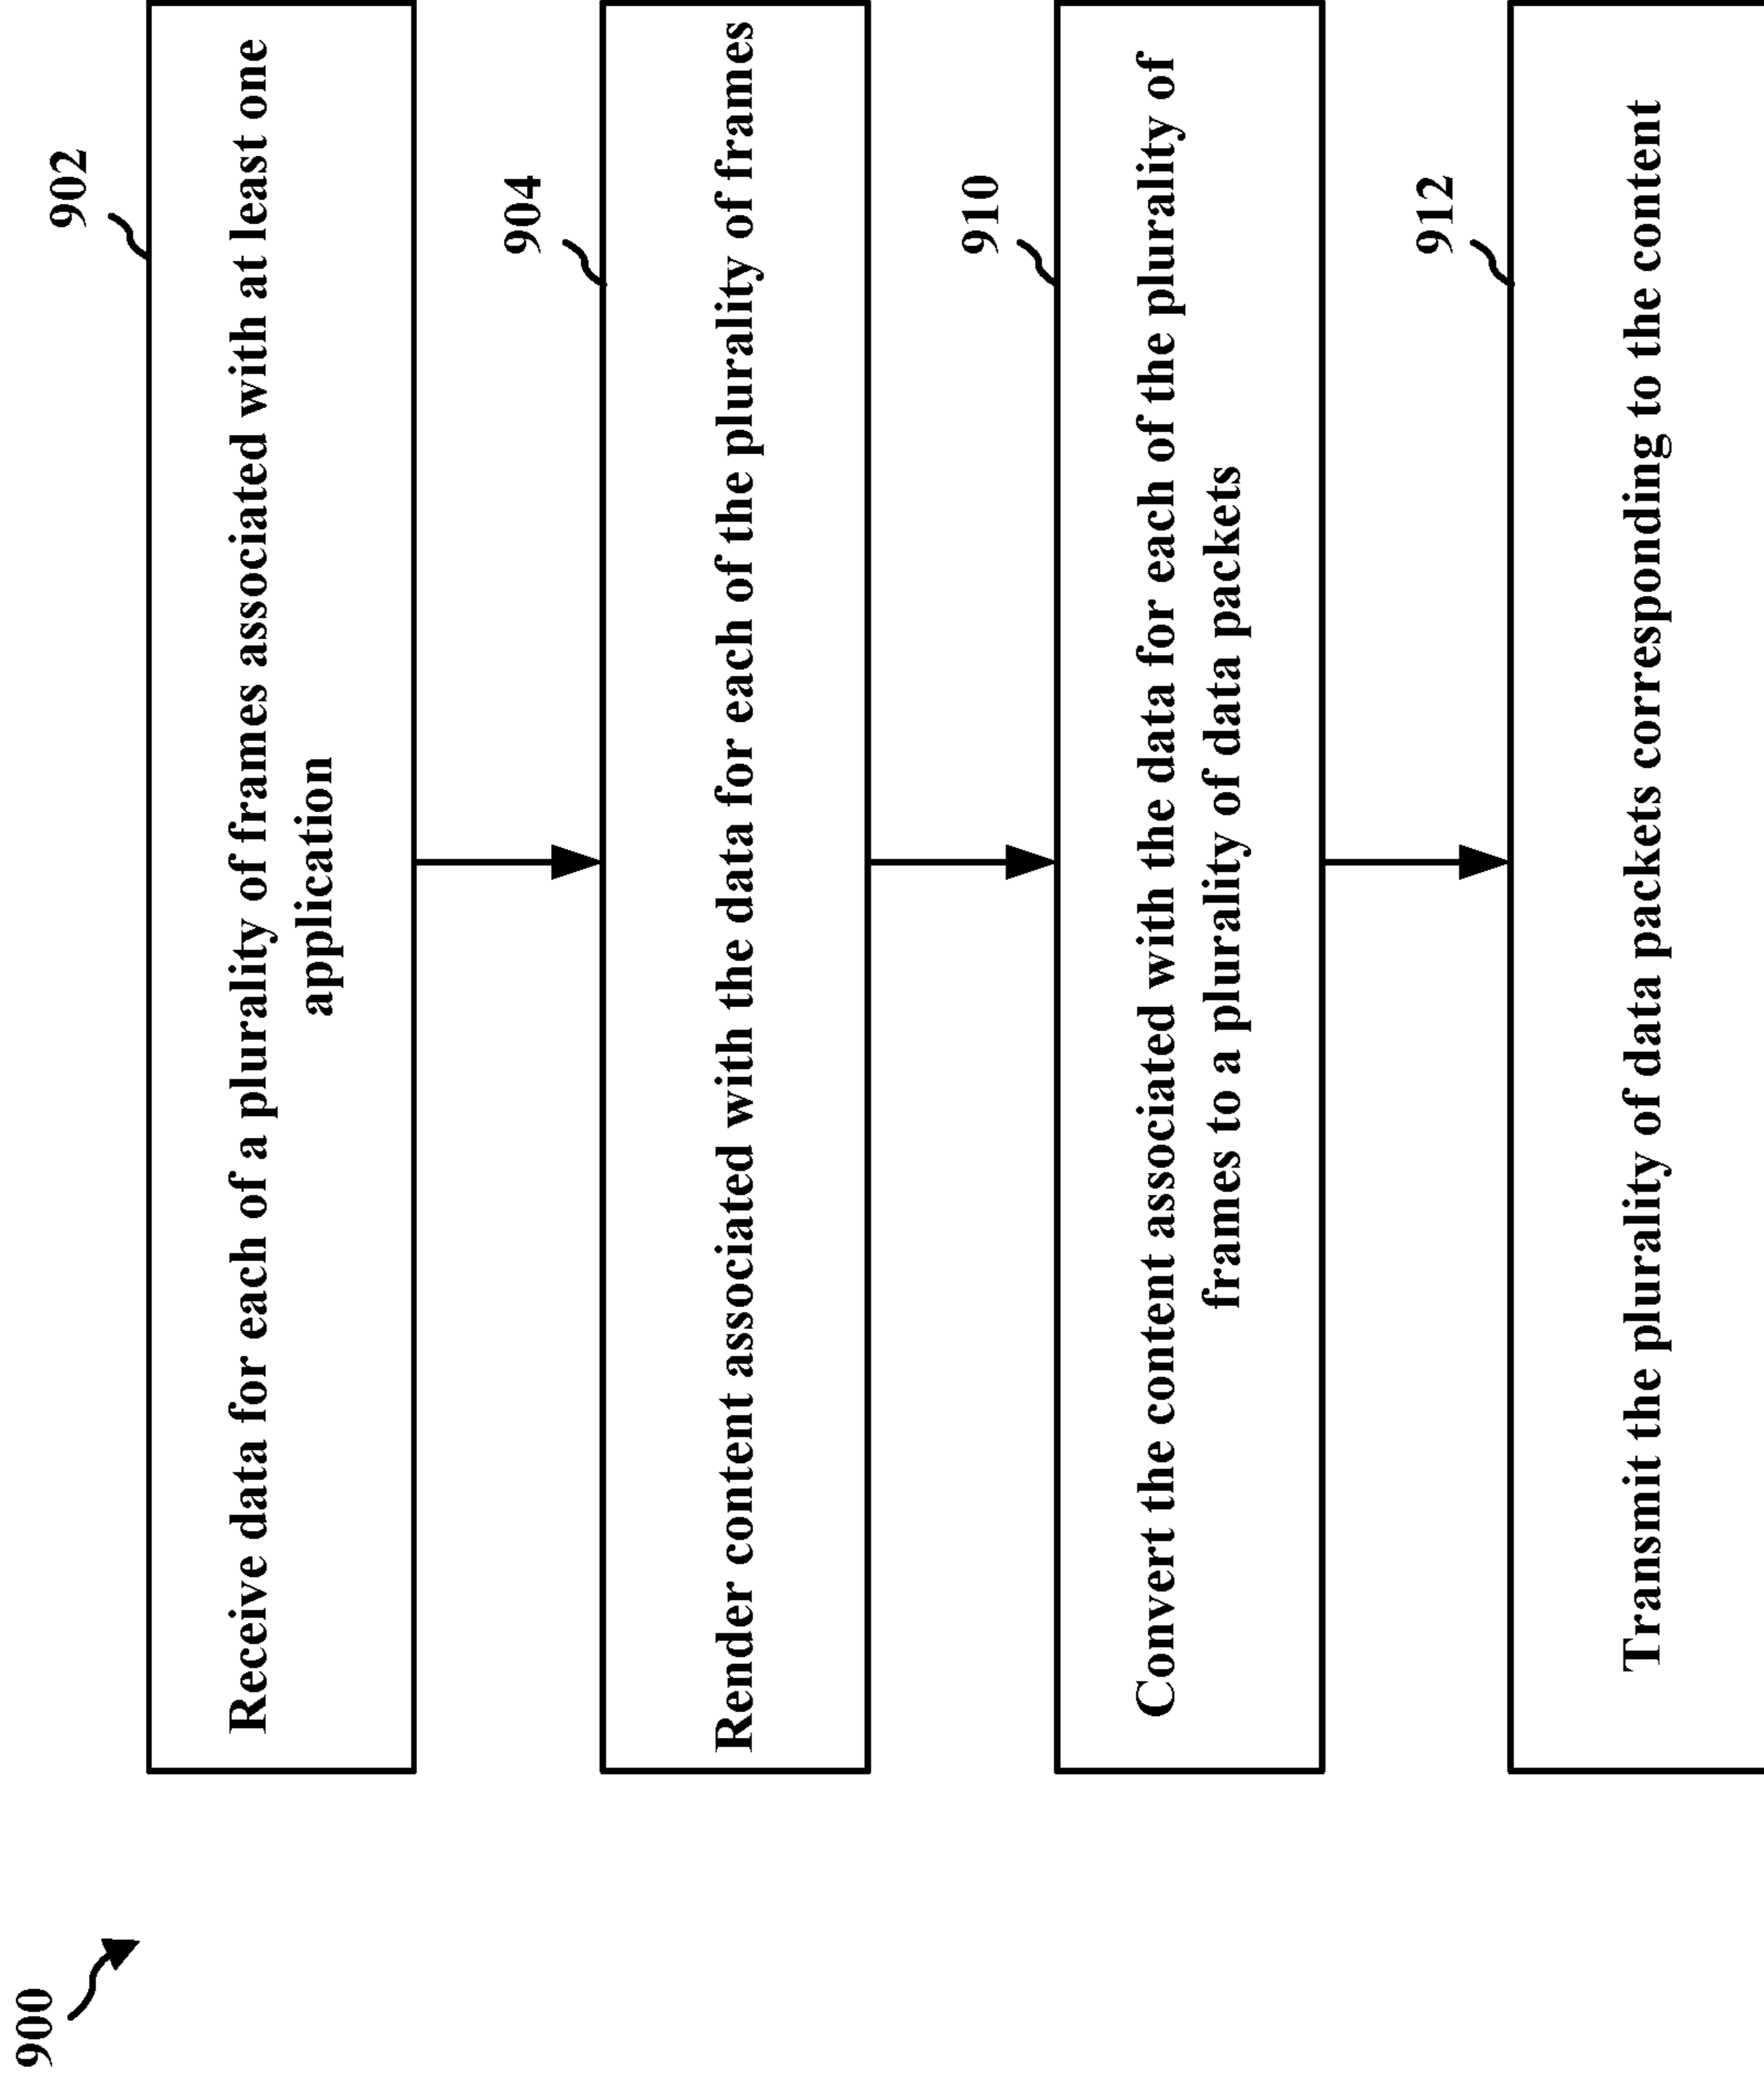 900
902
Receive data for each of a plurality of frames associated with at least one
application
904
Render content associated with the data for each of the plurality of frames
910
Convert the content associated with the data for each of the plurality of
frames to a plurality of data packets
912
Transmit the plurality of data packets corresponding to the content